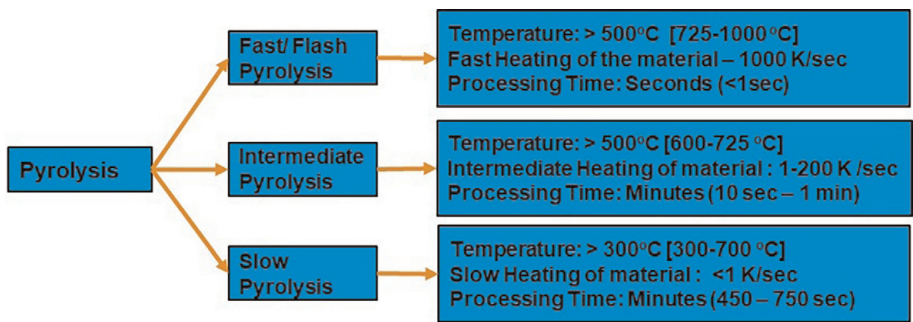 Pyrolysis
Fast/ Flash
Pyrolysis
Temperature: > 500°C [725-1000 °C]
Fast Heating of the material – 1000 K/sec
Processing Time: Seconds (<1sec)
Intermediate
Pyrolysis
Temperature: > 500°C [600-725 °C]
Intermediate Heating of material : 1-200 K /sec
Processing Time: Minutes (10 sec – 1 min)
Slow
Pyrolysis
Temperature: > 300°C [300-700 °C]
Slow Heating of material : <1 K/sec
Processing Time: Minutes (450 – 750 sec)